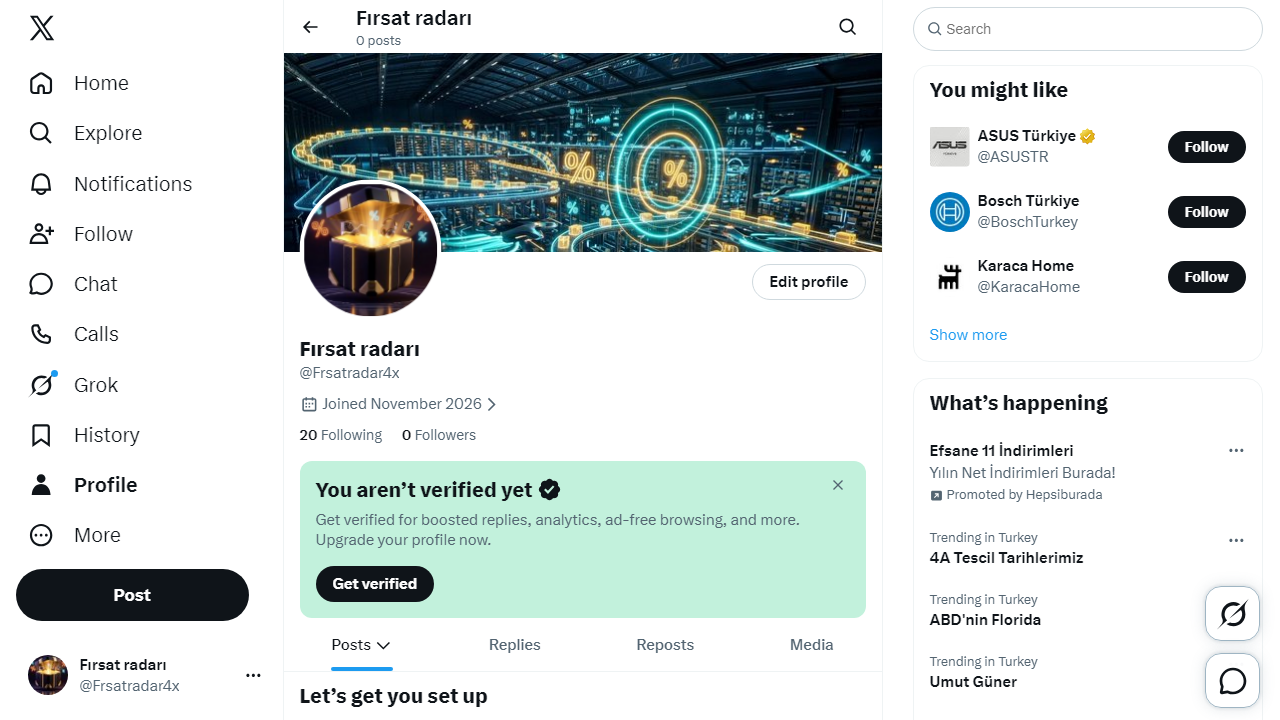 Home
Explore
Notifications
Follow
Chat
Calls
Grok
History
Profile
More
Post
Fırsat radarı
@Frsatradar4x
Fırsat radarı
0 posts
%
%
Edit profile
Fırsat radarı
@Frsatradar4x
Joined November 2026
20 Following 0 Followers
You aren’t verified yet
Get verified for boosted replies, analytics, ad-free browsing, and more.
Upgrade your profile now.
Get verified
Posts Replies Reposts Media
Let’s get you set up
Search
You might like
ASUS Türkiye
@ASUSTR
Follow
Bosch Türkiye
@BoschTurkey
Follow
Karaca Home
@KaracaHome
Follow
Show more
What’s happening
Efsane 11 İndirimleri
Yılın Net İndirimleri Burada!
Promoted by Hepsiburada
Trending in Turkey
4A Tescil Tarihlerimiz
Trending in Turkey
ABD'nin Florida
Trending in Turkey
Umut Güner